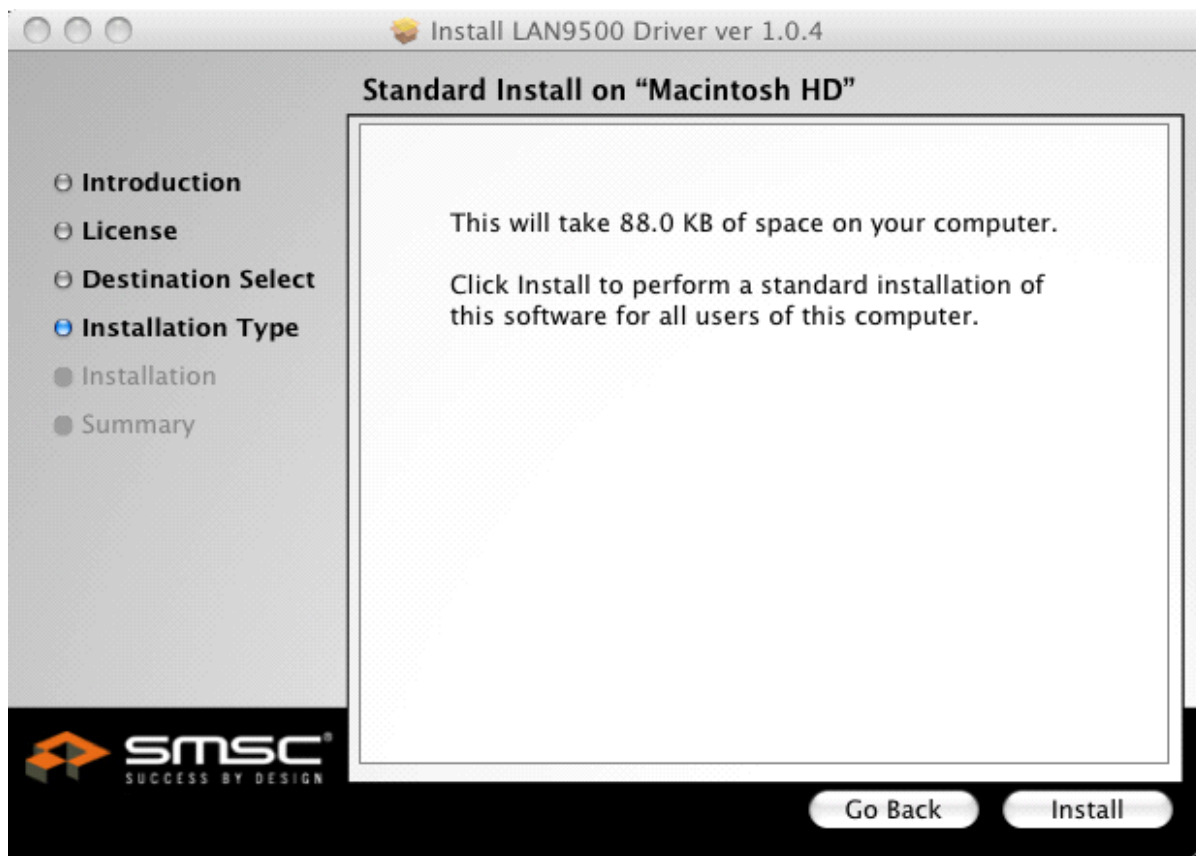 Install LAN9500 Driver ver 1.0.4
Standard Install on “Macintosh HD”
Introduction
License
Destination Select
Installation Type
Installation
Summary
This will take 88.0 KB of space on your computer.
Click Install to perform a standard installation of
this software for all users of this computer.
smsc®
SUCCESS BY DESIGN
Go Back
Install